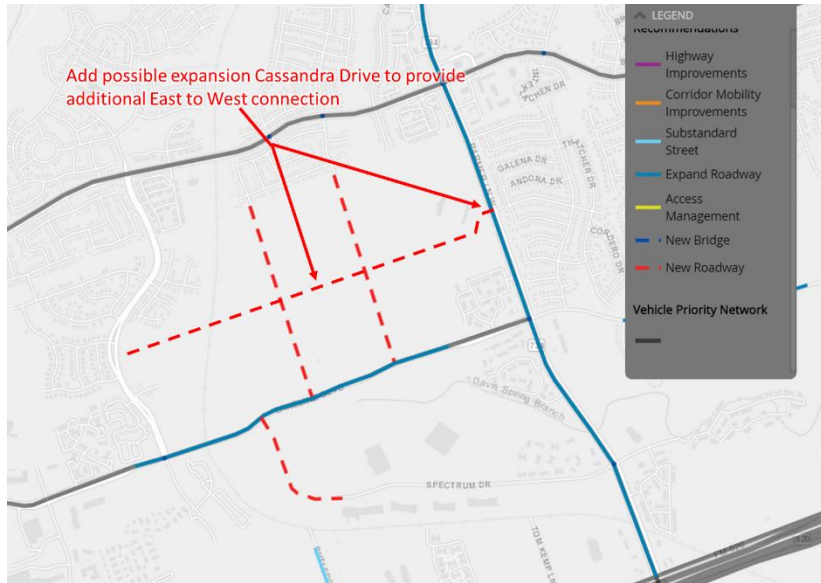 LEGEND
Recommendations
Highway
Improvements
Corridor Mobility
Improvements
Substandard
Street
Expand Roadway
Access
Management
New Bridge
New Roadway
Vehicle Priority Network
Add possible expansion Cassandra Drive to provide
additional East to West connection
GALENA DR
THATCHER DR
ANDORA DR
CORDERO DR
Davis Spring Branch
SPECTRUM DR
TOM KEMP LN